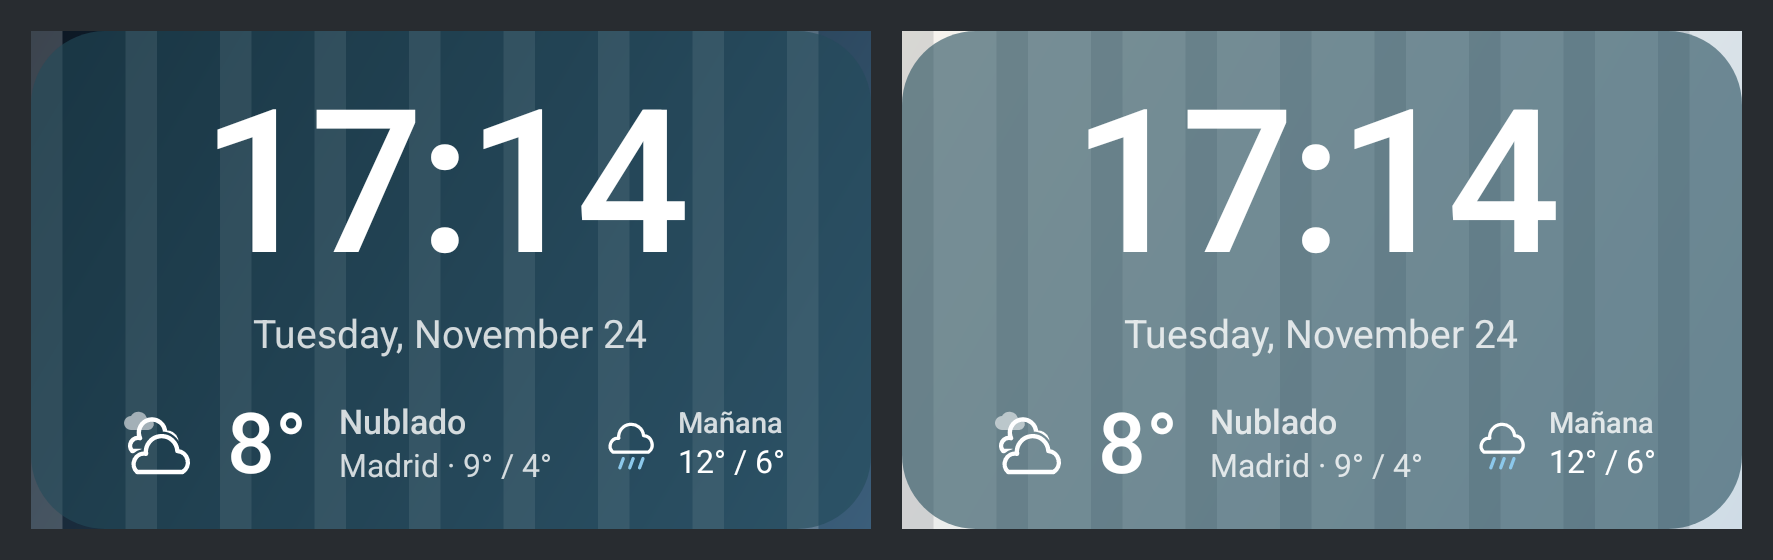 17:14
Tuesday, November 24
8°
Nublado
Madrid · 9° / 4°
Mañana
12° / 6°
17:14
Tuesday, November 24
8°
Nublado
Madrid · 9° / 4°
Mañana
12° / 6°